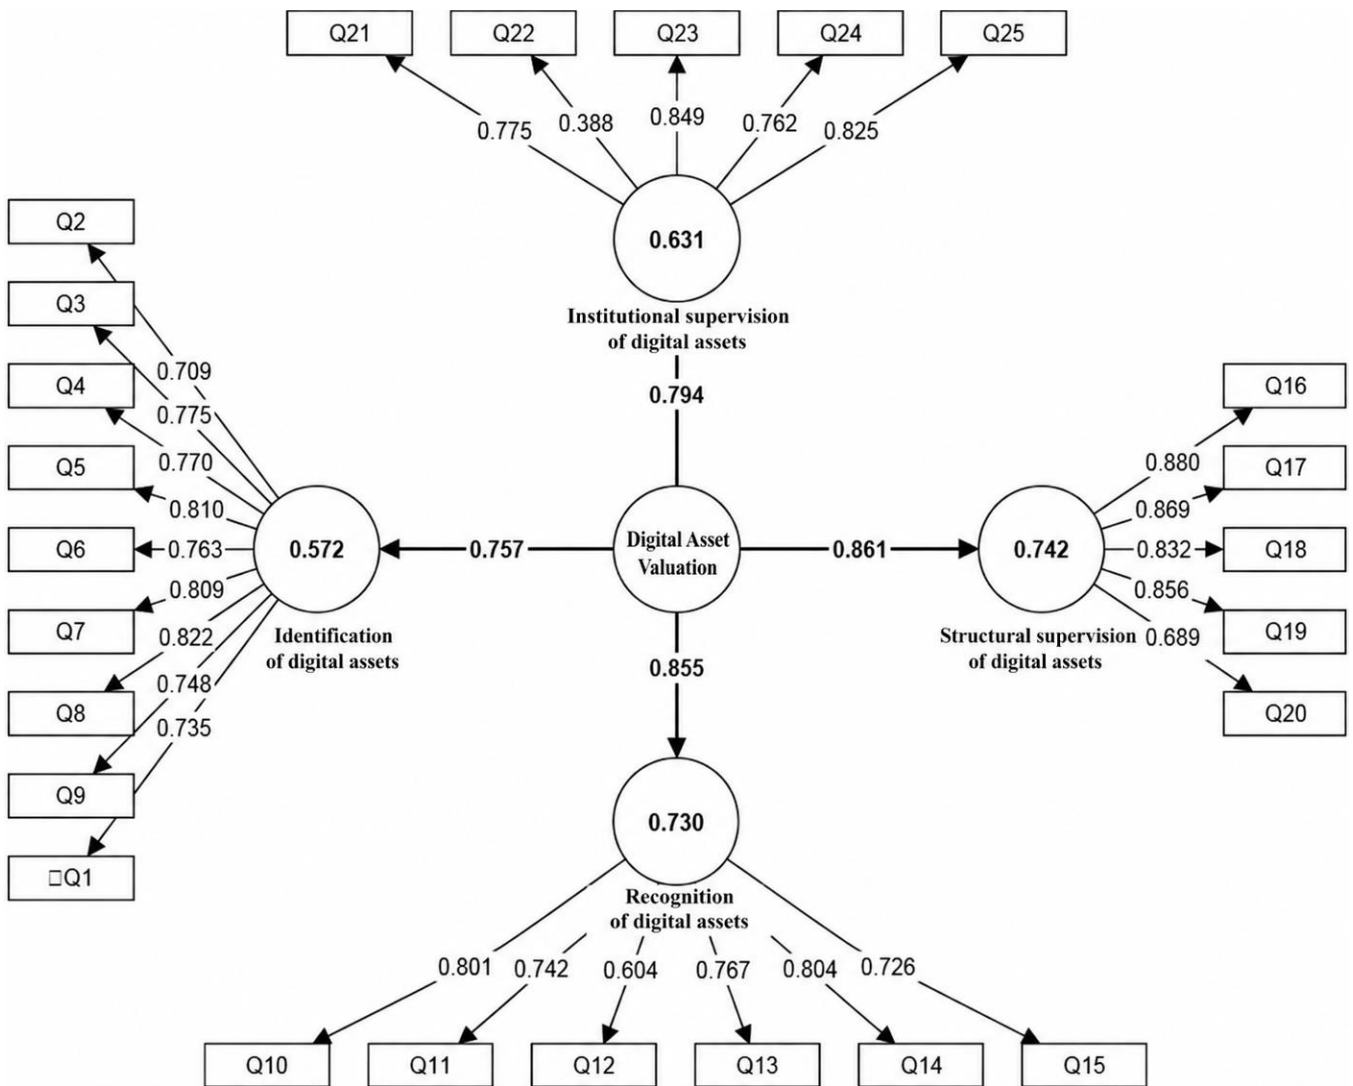 Q21
Q22
Q23
Q24
Q25
0.775
0.388
0.849
0.762
0.825
0.631
Institutional supervision
of digital assets
0.794
Q2
Q3
Q4
Q5
Q6
Q7
Q8
Q9
□Q1
0.709
0.775
0.770
0.810
0.763
0.809
0.822
0.748
0.735
0.572
Identification
of digital assets
0.757
Digital Asset
Valuation
0.861
0.742
Structural supervision
of digital assets
0.880
0.869
0.832
0.856
0.689
Q16
Q17
Q18
Q19
Q20
0.855
0.730
Recognition
of digital assets
0.801
0.742
0.604
0.767
0.804
0.726
Q10
Q11
Q12
Q13
Q14
Q15